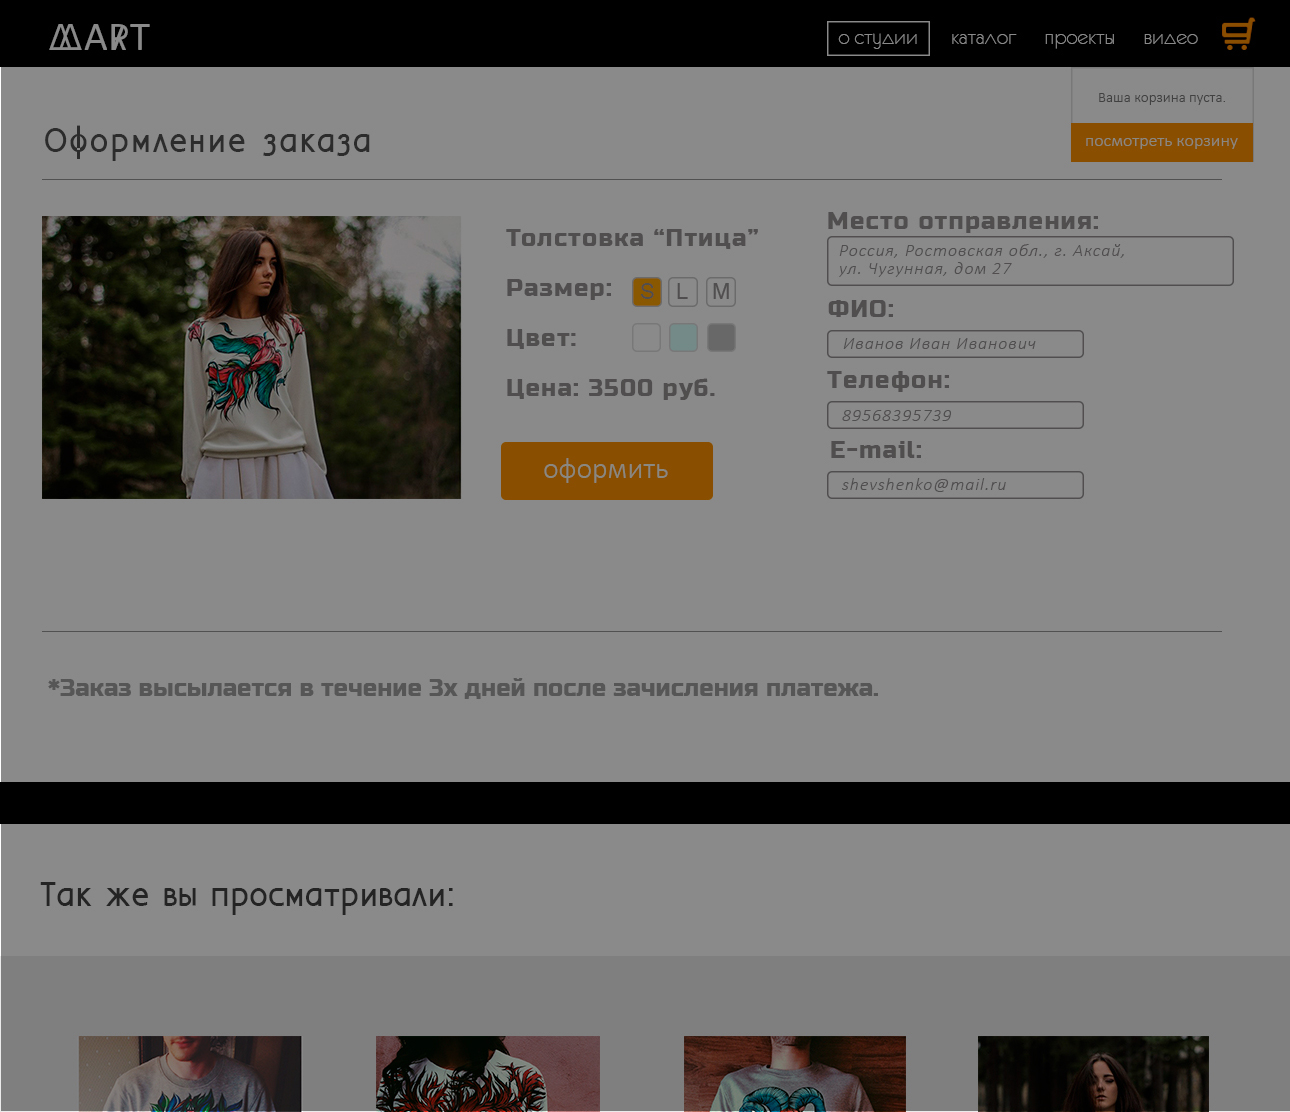 MART
о студии каталог проекты видео
Ваша корзина пуста.
посмотреть корзину
Оформление заказа
Толстовка “Птица”
Размер: S L M
Цвет:
Цена: 3500 руб.
оформить
Место отправления:
Россия, Ростовская обл., г. Аксай,
ул. Чугунная, дом 27
ФИО:
Иванов Иван Иванович
Телефон:
89568395739
E-mail:
shevshenko@mail.ru
*Заказ высылается в течение 3х дней после зачисления платежа.
Так же вы просматривали: